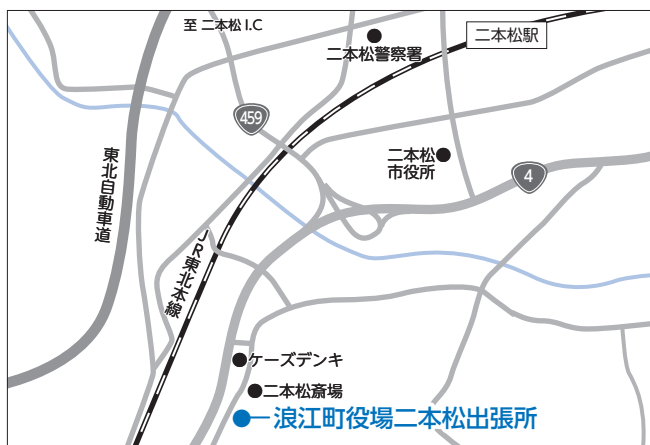 至 二本松 I.C
二本松警察署
二本松駅
459
二本松
市役所
4
東北自動車道
JR東北本線
ケーズデンキ
二本松斎場
浪江町役場二本松出張所